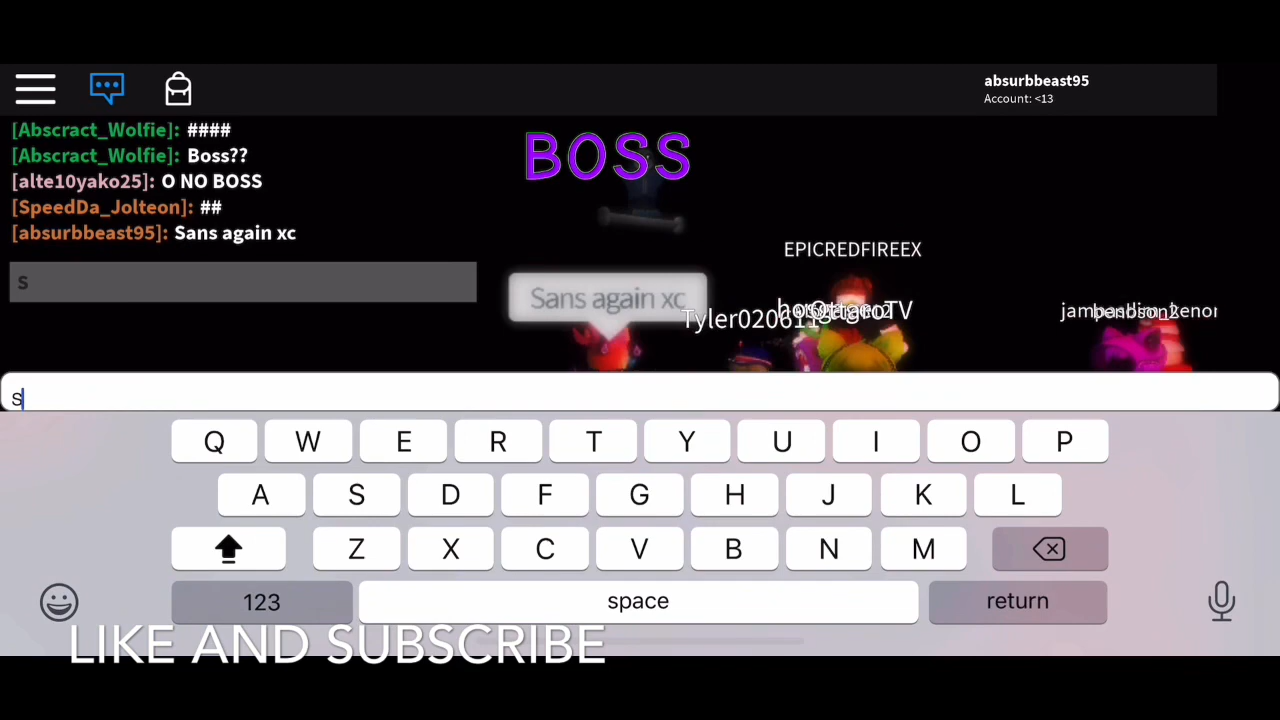 absurbbeast95
Account: <13
[Abscract_Wolfie]: ####
[Abscract_Wolfie]: Boss??
[alte10yako25]: O NO BOSS
[SpeedDa_Jolteon]: ##
[absurbbeast95]: Sans again xc
s
BOSS
EPICREDFIREEX
Sans again xc
Tyler020611
s
Q W E R T Y U I O P
A S D F G H J K L
Z X C V B N M
123 space return
LIKE AND SUBSCRIBE